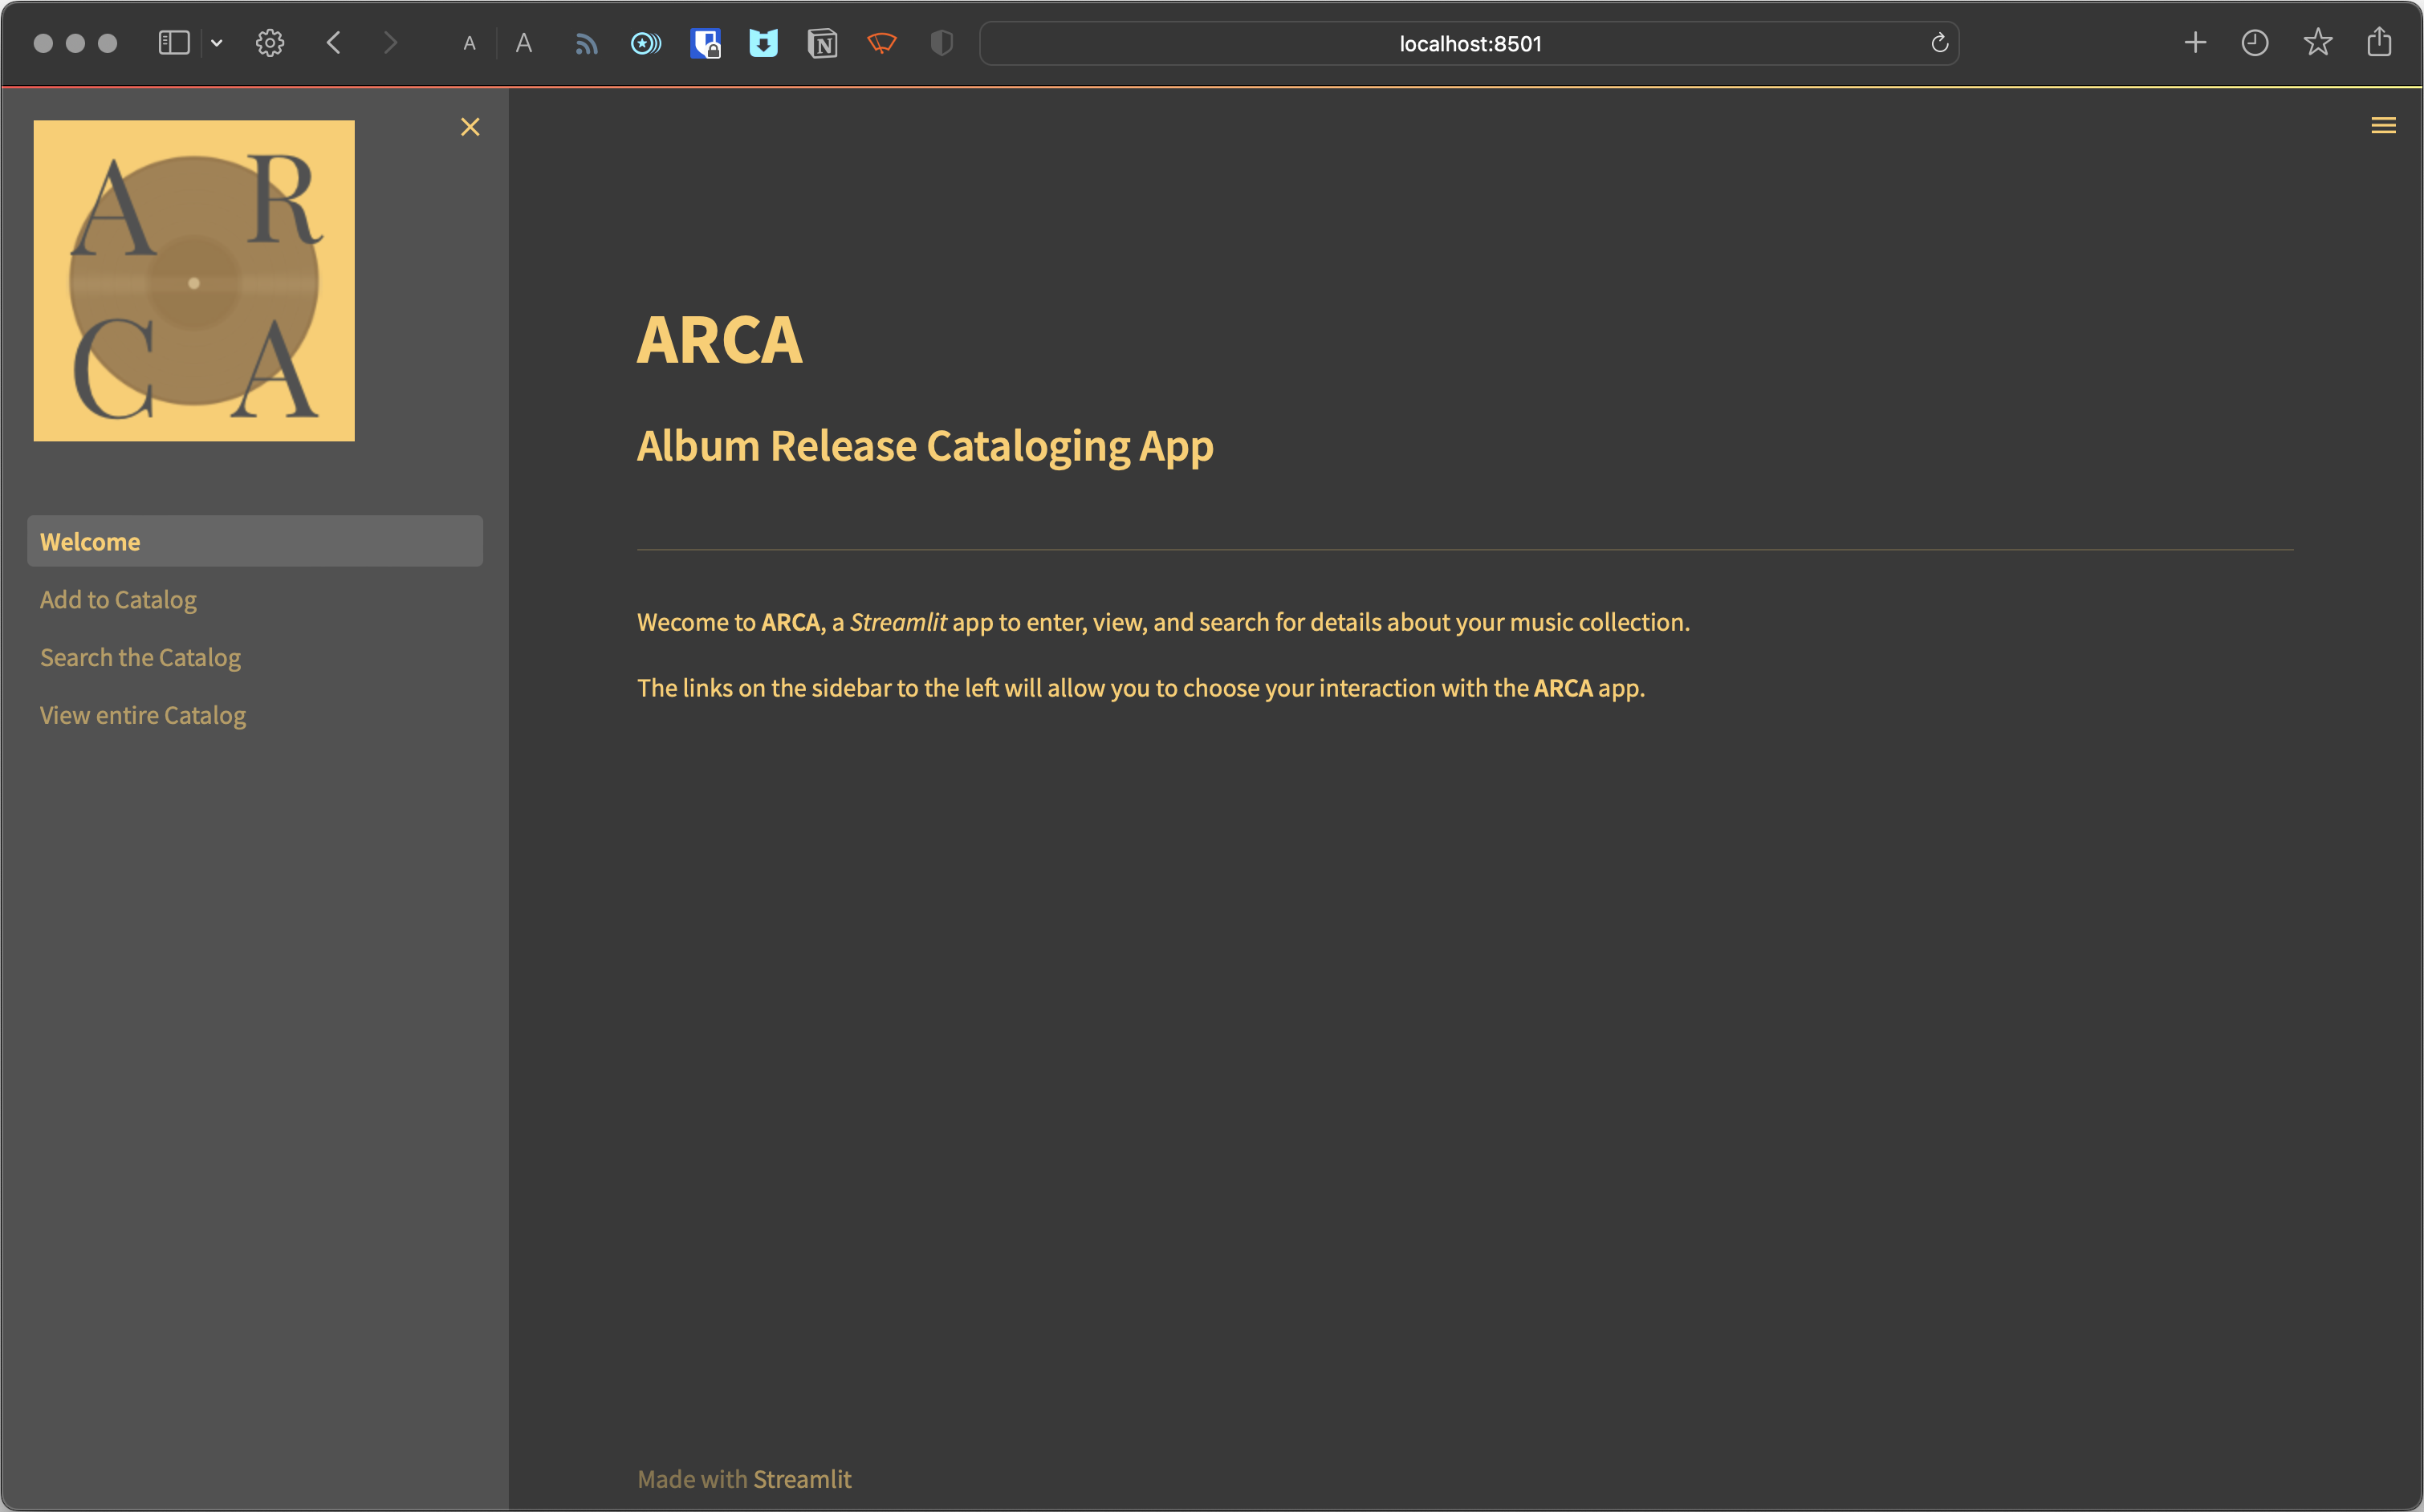 A A localhost:8501
A R
C A
Welcome
Add to Catalog
Search the Catalog
View entire Catalog
ARCA
Album Release Cataloging App
Wecome to ARCA, a Streamlit app to enter, view, and search for details about your music collection.
The links on the sidebar to the left will allow you to choose your interaction with the ARCA app.
Made with Streamlit